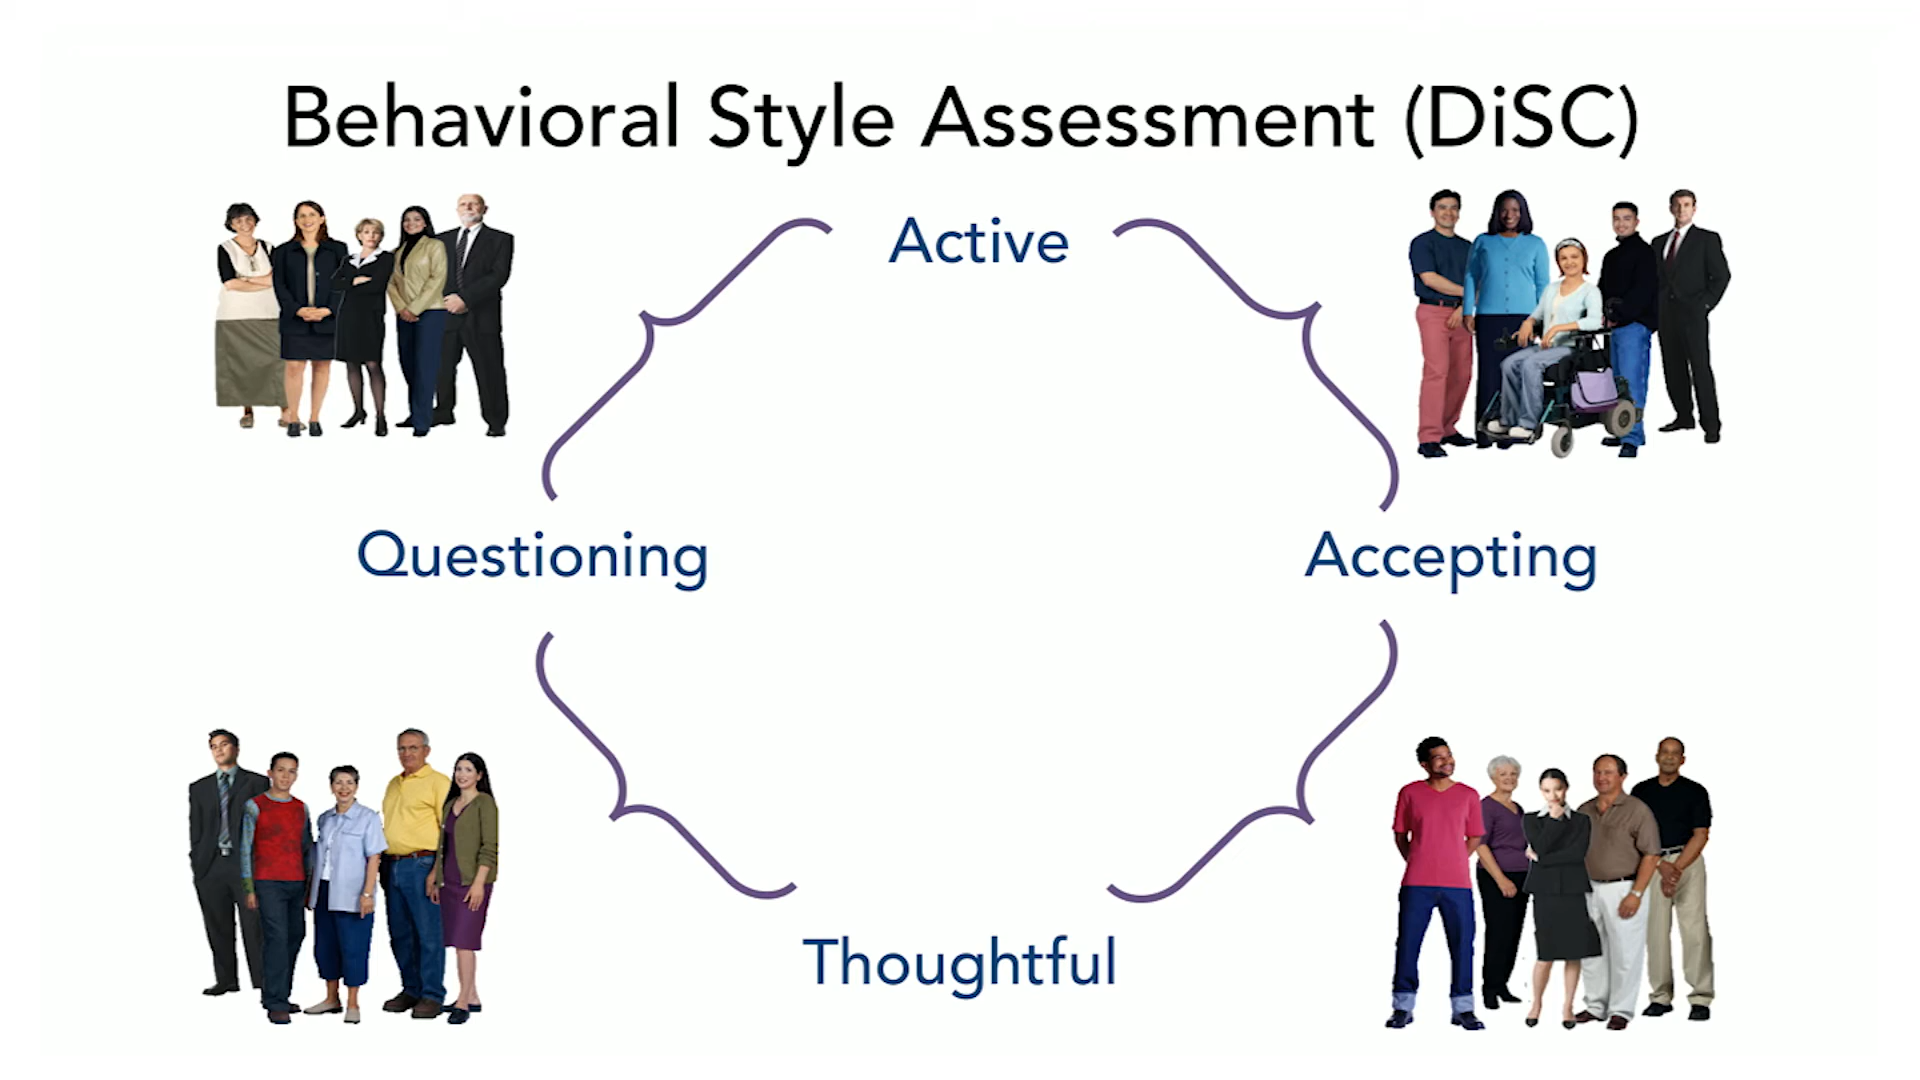 Behavioral Style Assessment (DiSC)
Active
Questioning
Accepting
Thoughtful